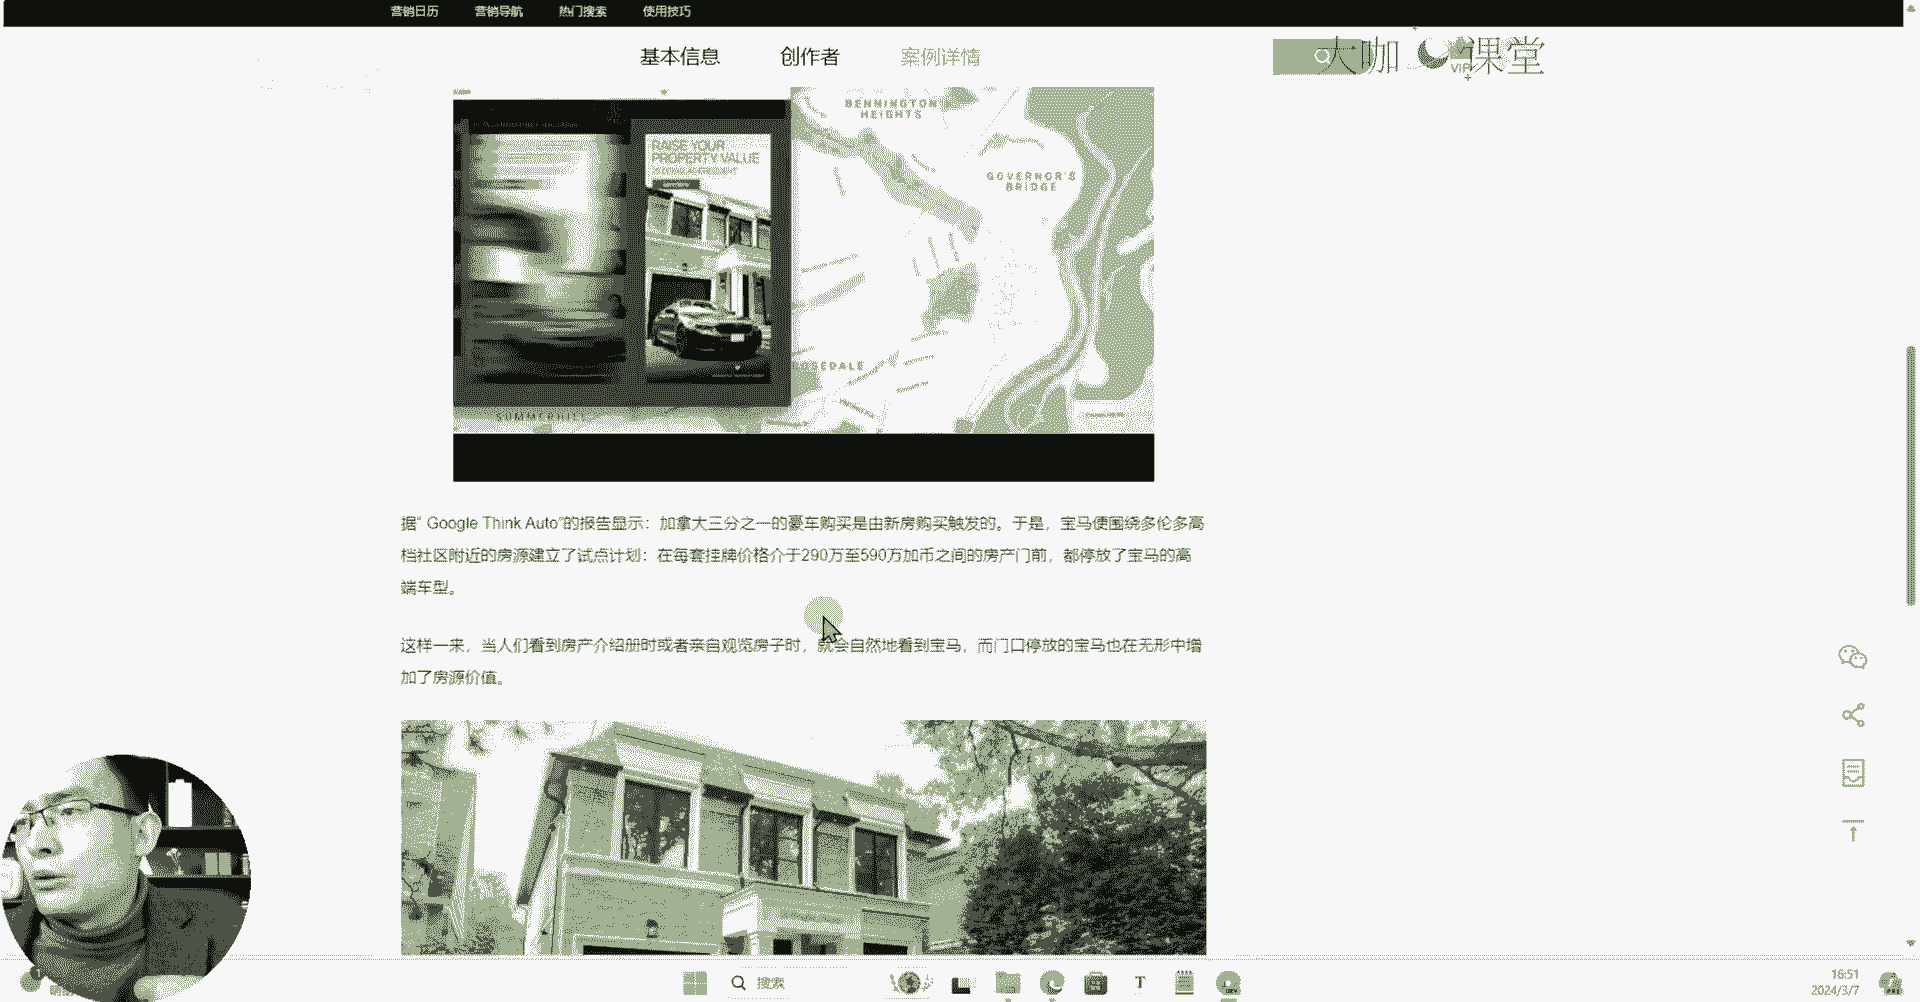 营销日历 营销导航 热门搜索 使用技巧
基本信息 创作者 案例详情
大咖 课堂
VIP
BENNINGTON
HEIGHTS
RAISE YOUR
PROPERTY VALUE
GOVERNOR'S
BRIDGE
ROSEDALE
SUMMERHILL
据“ Google Think Auto”的报告显示：加拿大三分之一的豪车购买是由新房购买触发的。于是，宝马便围绕多伦多高
档社区附近的房源建立了试点计划：在每套挂牌价格介于290万至590万加币之间的房产门前，都停放了宝马的高
端车型。
这样一来，当人们看到房产介绍册时或者亲自观览房子时，就会自然地看到宝马，而门口停放的宝马也在无形中增
加了房源价值。
搜索
16:51
2024/3/7